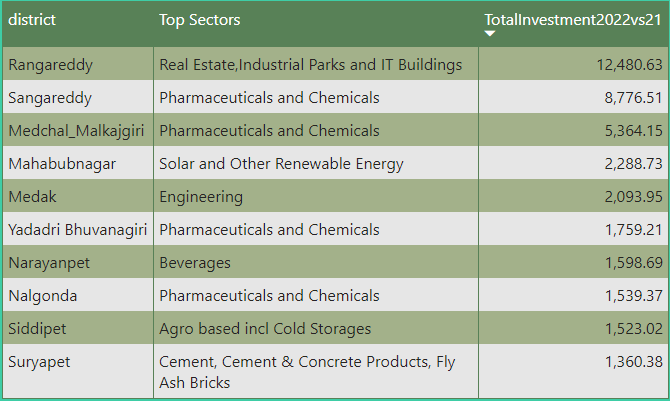 district Top Sectors TotalInvestment2022vs21
Rangareddy Real Estate,Industrial Parks and IT Buildings 12,480.63
Sangareddy Pharmaceuticals and Chemicals 8,776.51
Medchal_Malkajgiri Pharmaceuticals and Chemicals 5,364.15
Mahabubnagar Solar and Other Renewable Energy 2,288.73
Medak Engineering 2,093.95
Yadadri Bhuvanagiri Pharmaceuticals and Chemicals 1,759.21
Narayanpet Beverages 1,598.69
Nalgonda Pharmaceuticals and Chemicals 1,539.37
Siddipet Agro based incl Cold Storages 1,523.02
Suryapet Cement, Cement & Concrete Products, Fly 1,360.38
Ash Bricks